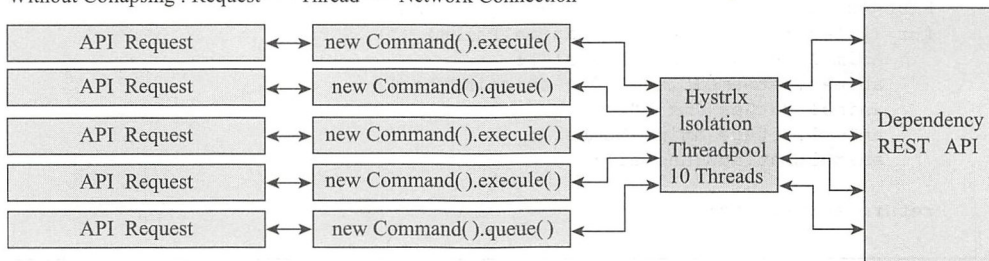 Without Collapsing : Request Thread Network Connection
API Request
new Command().execute()
API Request
new Command().queue()
API Request
new Command().execute()
API Request
new Command().execute()
API Request
new Command().queue()
Hystrlx
lsolation
Threadpool
10 Threads
Dependency
REST API